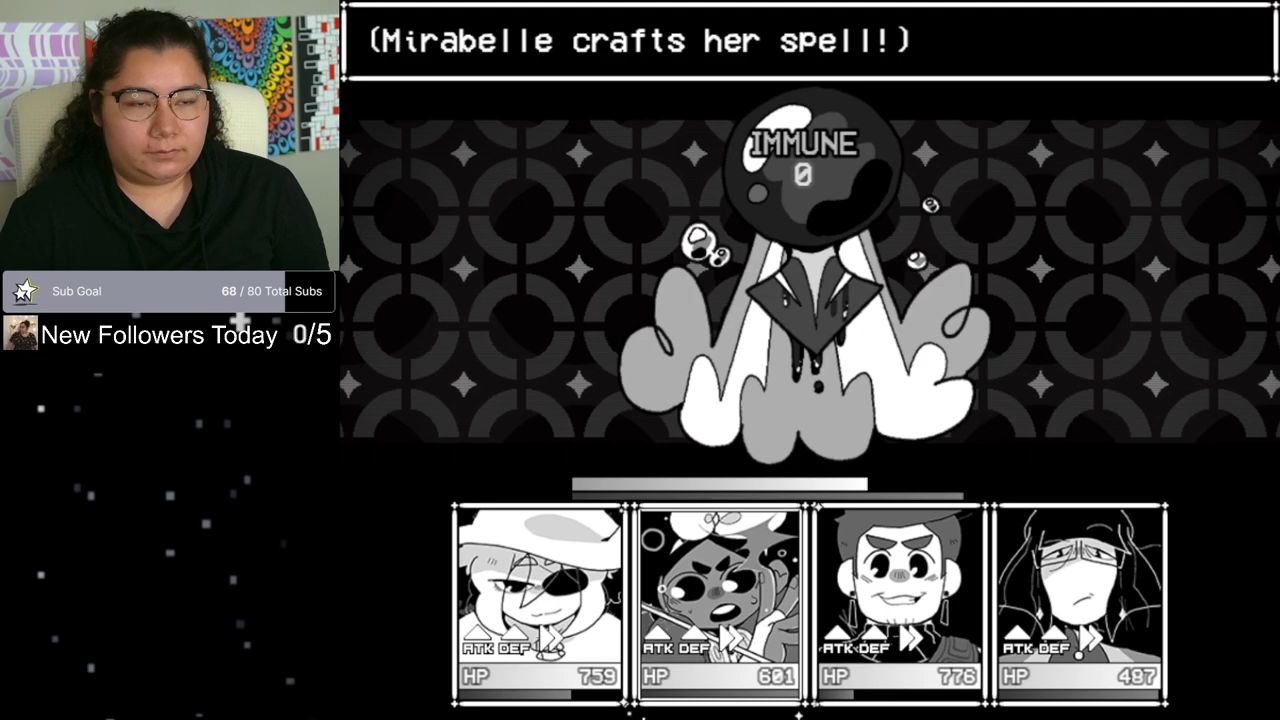 (Mirabelle crafts her spell!)
IMMUNE
0
Sub Goal 68 / 80 Total Subs
New Followers Today 0/5
ATK DEF
HP 759
ATK DEF
HP 601
ATK DEF
HP 776
ATK DEF
HP 487